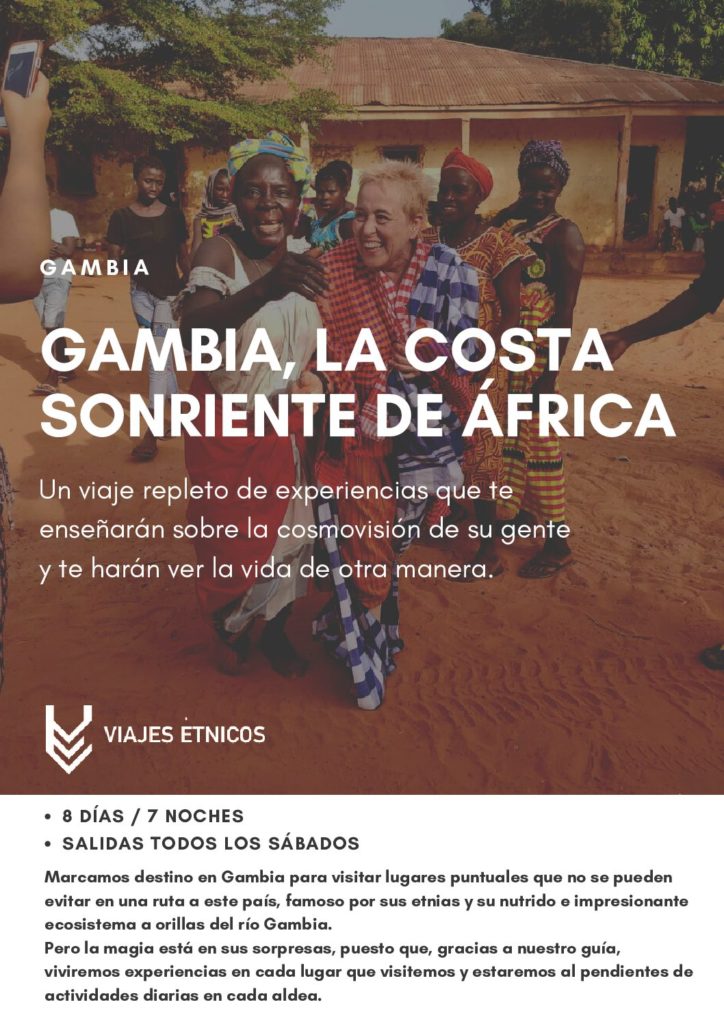 GAMBIA
GAMBIA, LA COSTA
SONRIENTE DE ÁFRICA
Un viaje repleto de experiencias que te
enseñarán sobre la cosmovisión de su gente
y te harán ver la vida de otra manera.
VIAJES ÉTNICOS
• 8 DÍAS / 7 NOCHES
• SALIDAS TODOS LOS SÁBADOS
Marcamos destino en Gambia para visitar lugares puntuales que no se pueden
evitar en una ruta a este país, famoso por sus etnias y su nutrido e impresionante
ecosistema a orillas del río Gambia.
Pero la magia está en sus sorpresas, puesto que, gracias a nuestro guía,
viviremos experiencias en cada lugar que visitemos y estaremos al pendientes de
actividades diarias en cada aldea.